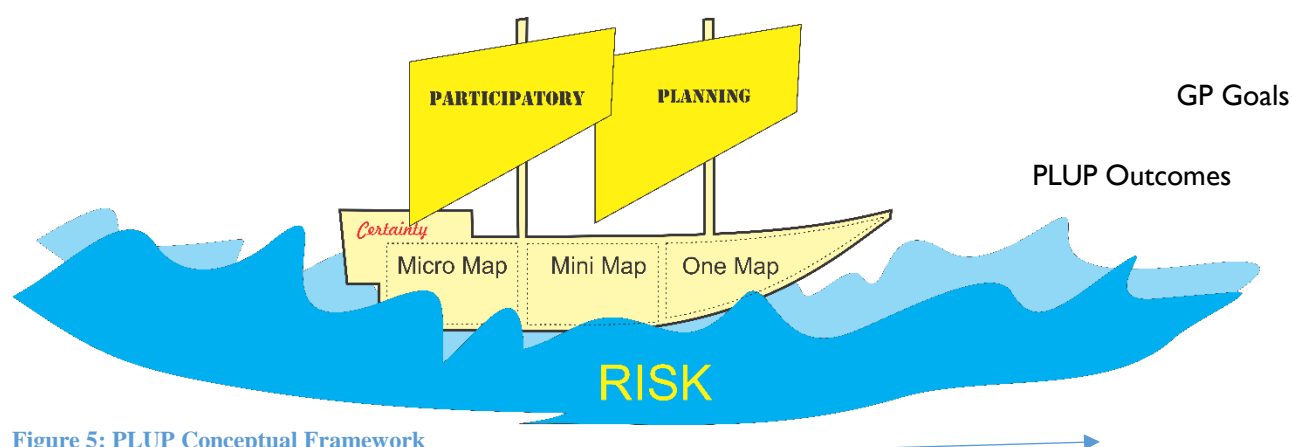 PARTICIPATORY
PLANNING
GP Goals
PLUP Outcomes
Certainty
Micro Map
Mini Map
One Map
RISK
Figure 5: PLUP Conceptual Framework